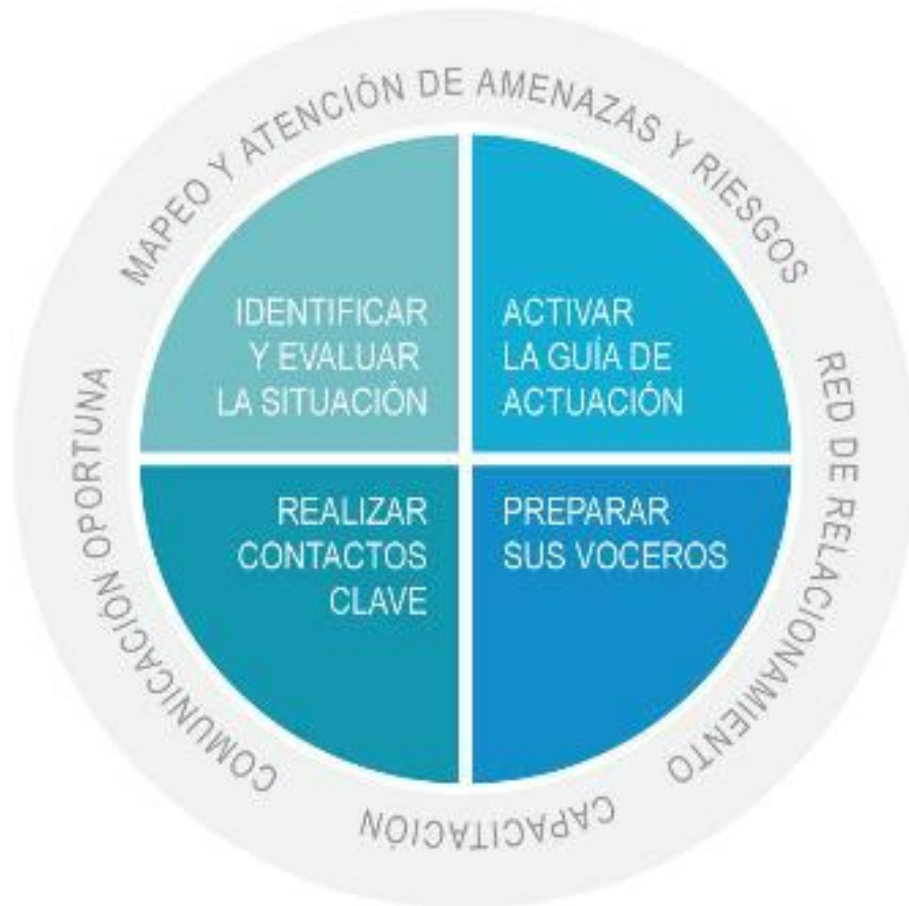 MAPEO Y ATENCIÓN DE AMENAZAS Y RIESGOS
RED DE RELACIONAMIENTO
CAPACITACIÓN
COMUNICACIÓN OPORTUNA
IDENTIFICAR
Y EVALUAR
LA SITUACIÓN
ACTIVAR
LA GUÍA DE
ACTUACIÓN
REALIZAR
CONTACTOS
CLAVE
PREPARAR
SUS VOCEROS